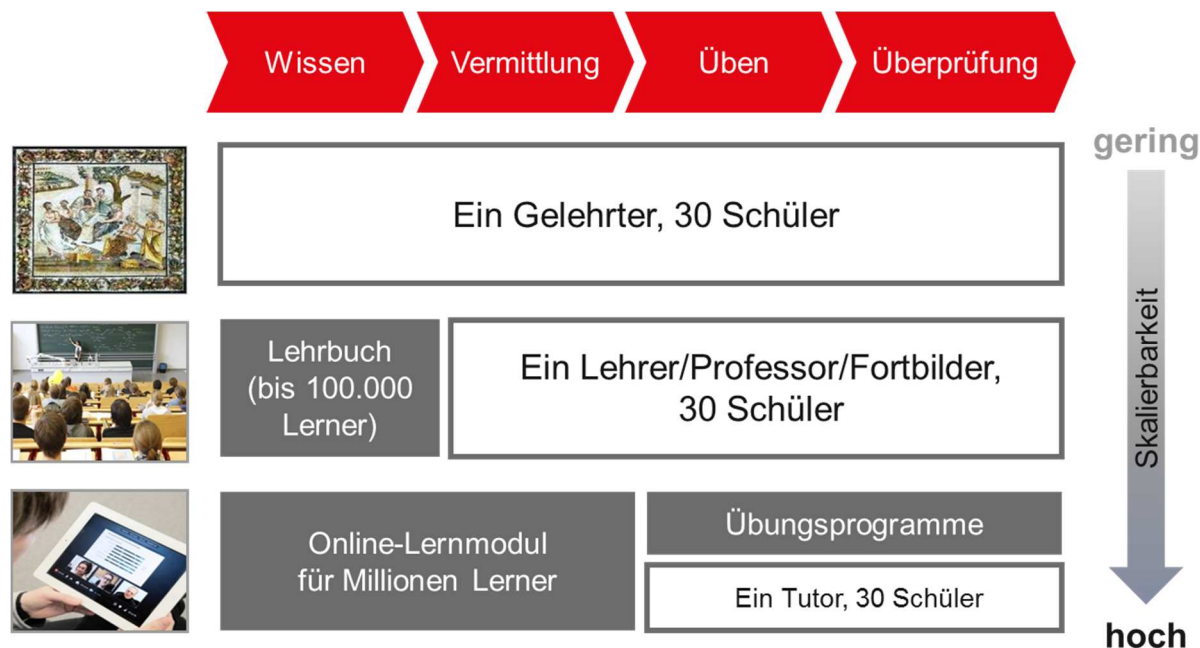 Wissen
Vermittlung
Üben
Überprüfung
gering
Ein Gelehrter, 30 Schüler
Lehrbuch
(bis 100.000
Lerner)
Ein Lehrer/Professor/Fortbilder,
30 Schüler
Skalierbarkeit
Online-Lernmodul
für Millionen Lerner
Übungsprogramme
Ein Tutor, 30 Schüler
hoch